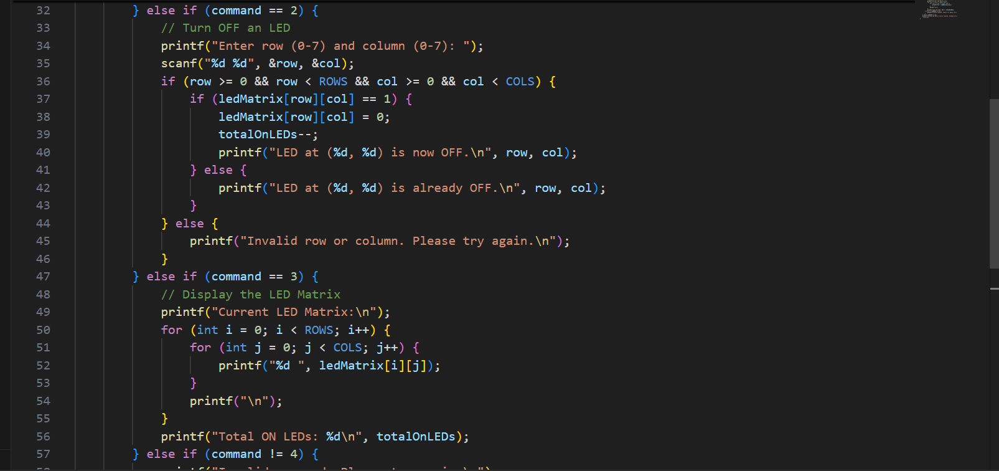 32 } else if (command == 2) {
33 // Turn OFF an LED
34 printf("Enter row (0-7) and column (0-7): ");
35 scanf("%d %d", &row, &col);
36 if (row >= 0 && row < ROWS && col >= 0 && col < COLS) {
37 if (ledMatrix[row][col] == 1) {
38 ledMatrix[row][col] = 0;
39 totalOnLEDs--;
40 printf("LED at (%d, %d) is now OFF.\n", row, col);
41 } else {
42 printf("LED at (%d, %d) is already OFF.\n", row, col);
43 }
44 } else {
45 printf("Invalid row or column. Please try again.\n");
46 }
47 } else if (command == 3) {
48 // Display the LED Matrix
49 printf("Current LED Matrix:\n");
50 for (int i = 0; i < ROWS; i++) {
51 for (int j = 0; j < COLS; j++) {
52 printf("%d ", ledMatrix[i][j]);
53 }
54 printf("\n");
55 }
56 printf("Total ON LEDs: %d\n", totalOnLEDs);
57 } else if (command != 4) {